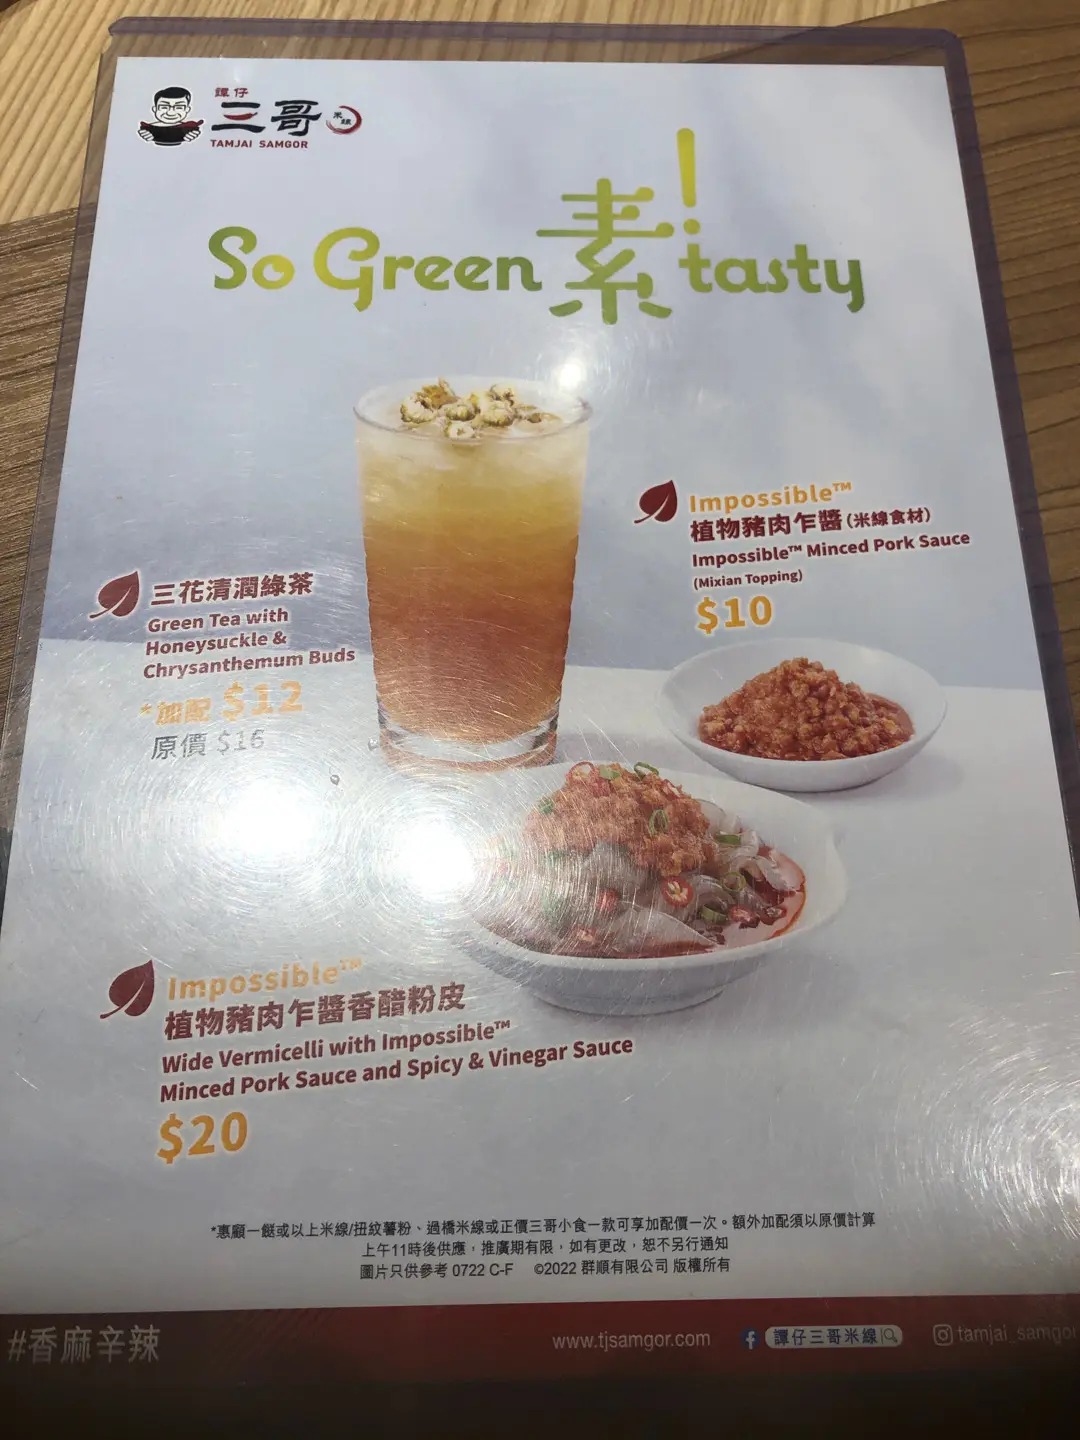 譚仔
三哥
米線
TAMJAI SAMGOR
So Green 素! tasty
Impossible™
植物豬肉乍醬(米線食材)
Impossible™ Minced Pork Sauce
(Mixian Topping)
$10
三花清潤綠茶
Green Tea with
Honeysuckle &
Chrysanthemum Buds
*加配 $12
原價 $16
Impossible™
植物豬肉乍醬香醋粉皮
Wide Vermicelli with Impossible™
Minced Pork Sauce and Spicy & Vinegar Sauce
$20
*惠顧一餸或以上米線/扭紋薯粉、過橋米線或正價三哥小食一款可享加配價一次。額外加配須以原價計算
上午11時後供應，推廣期有限，如有更改，恕不另行通知
圖片只供參考 0722 C-F ©2022 群順有限公司 版權所有
#香麻辛辣
www.tjsamgor.com
譚仔三哥米線
tamjai_samgor